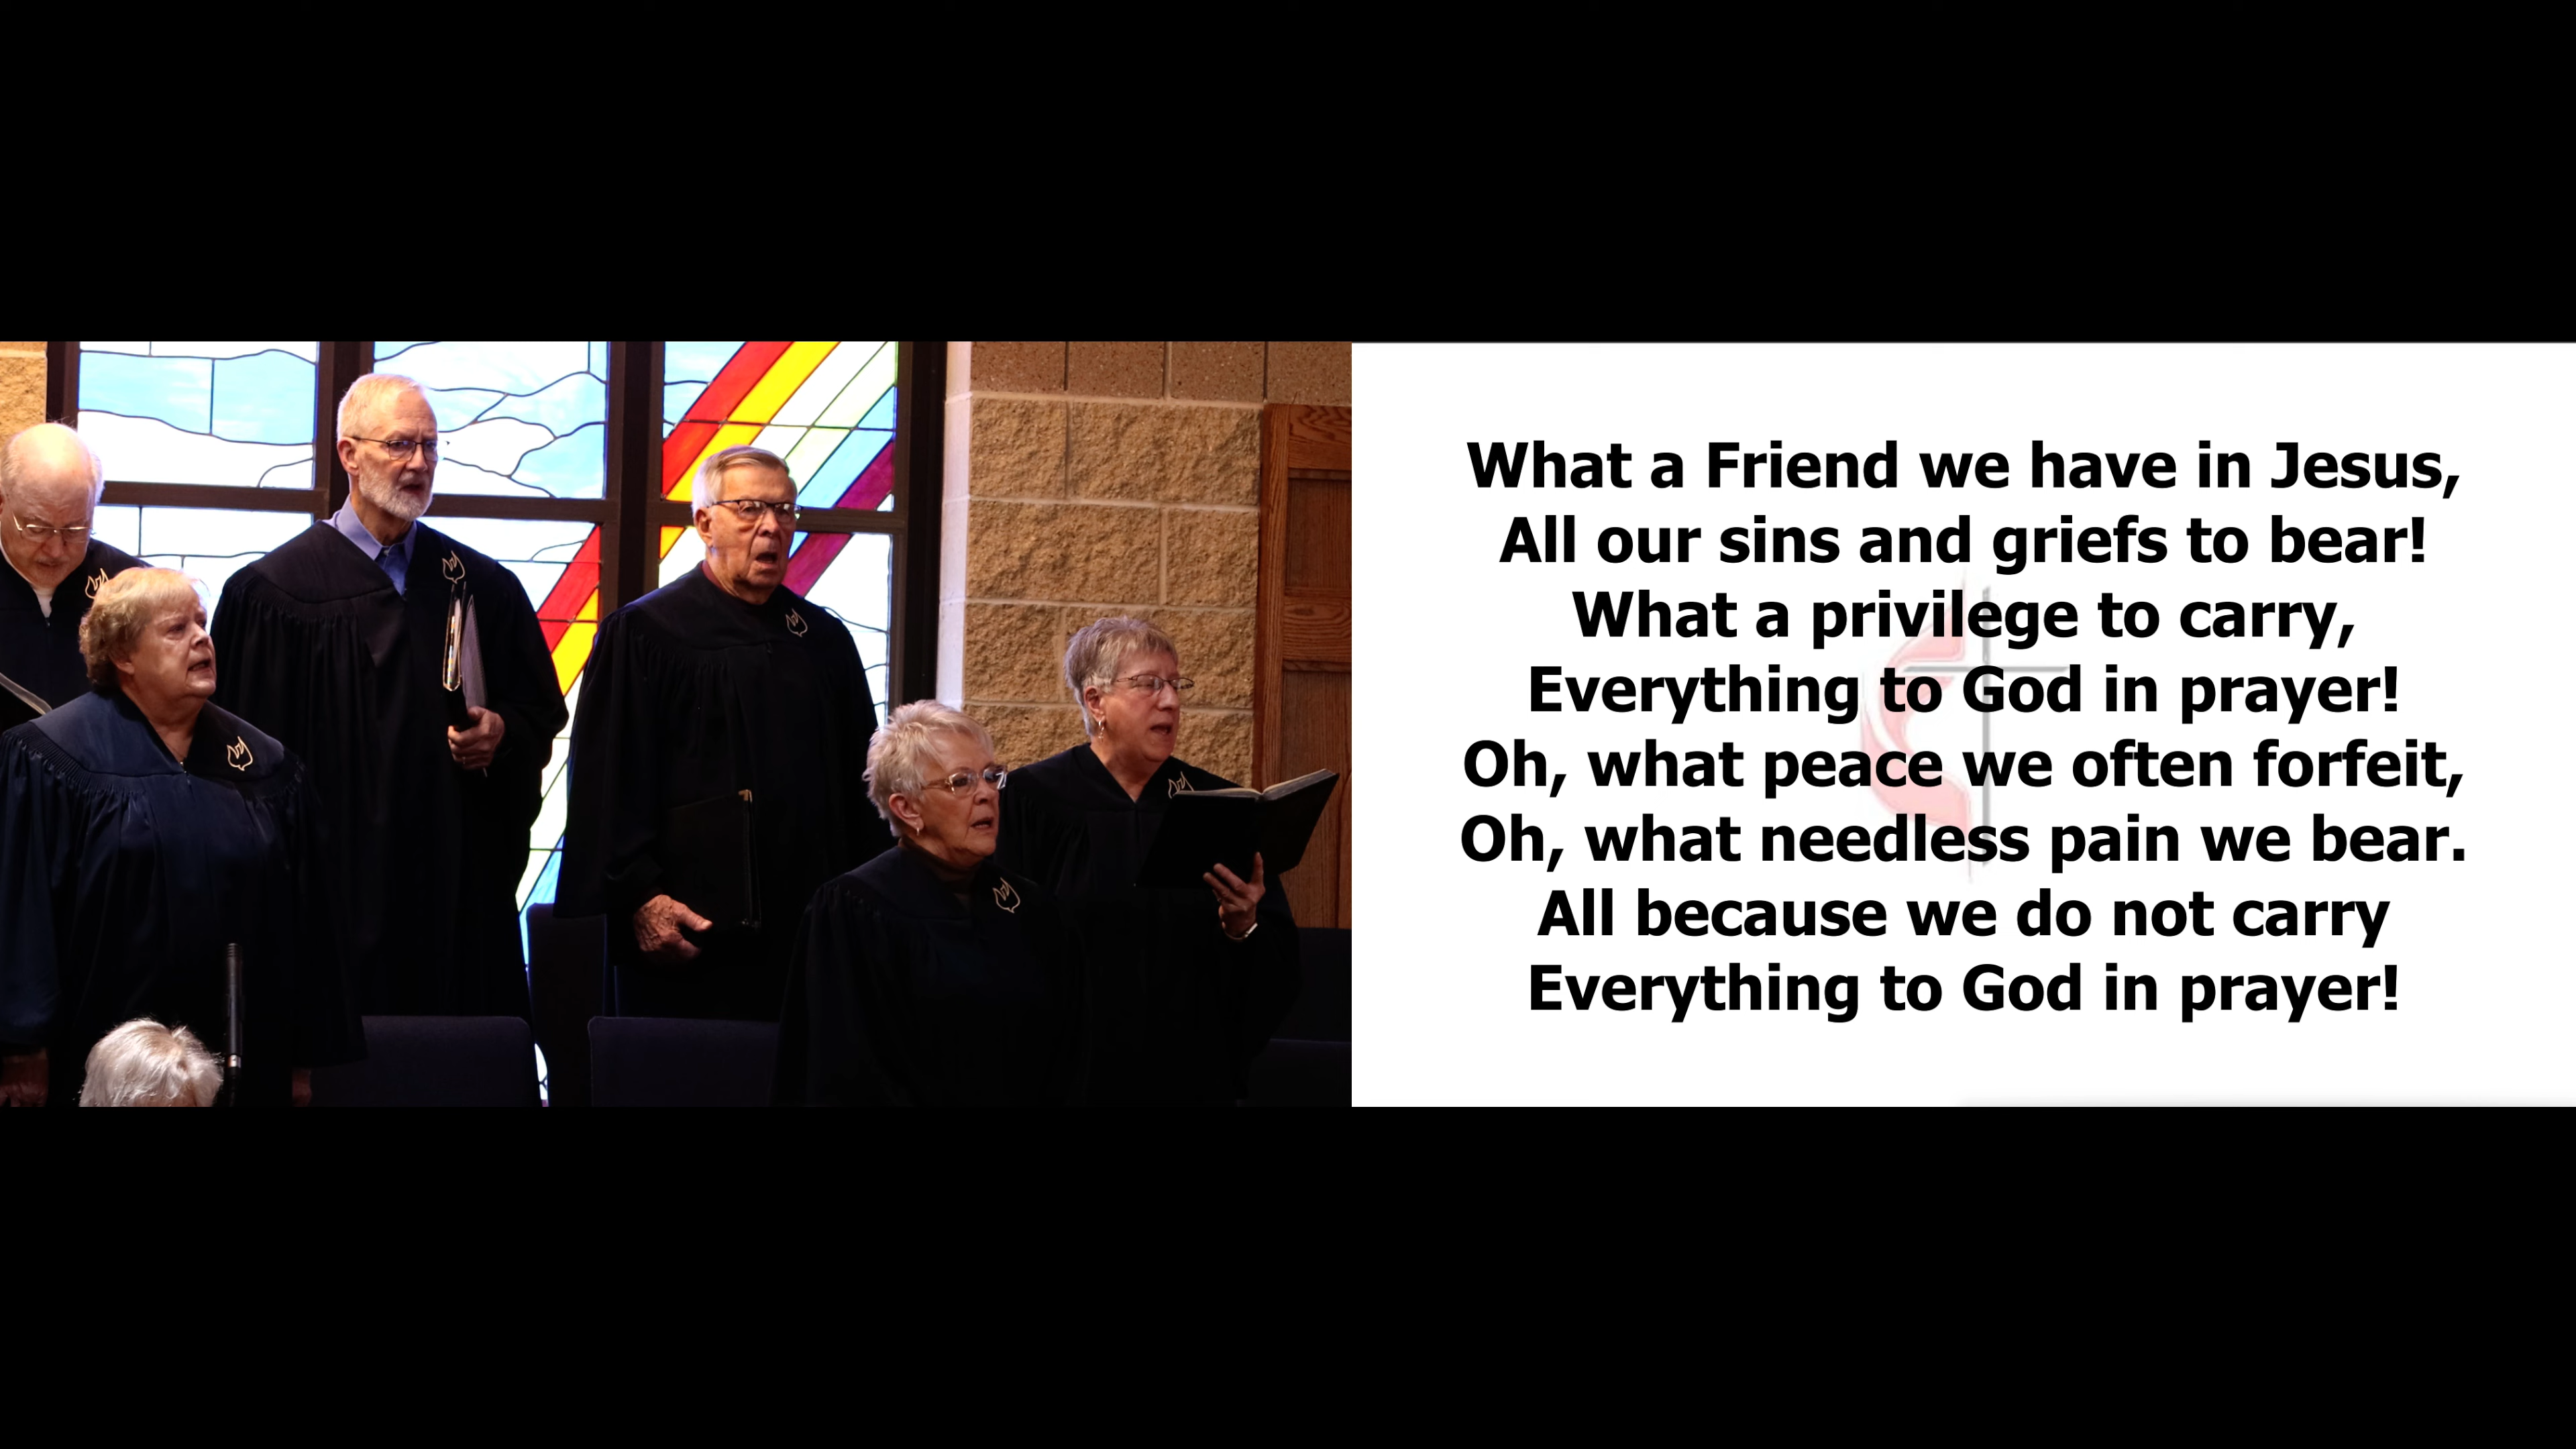 What a Friend we have in Jesus,
All our sins and griefs to bear!
What a privilege to carry,
Everything to God in prayer!
Oh, what peace we often forfeit,
Oh, what needless pain we bear.
All because we do not carry
Everything to God in prayer!